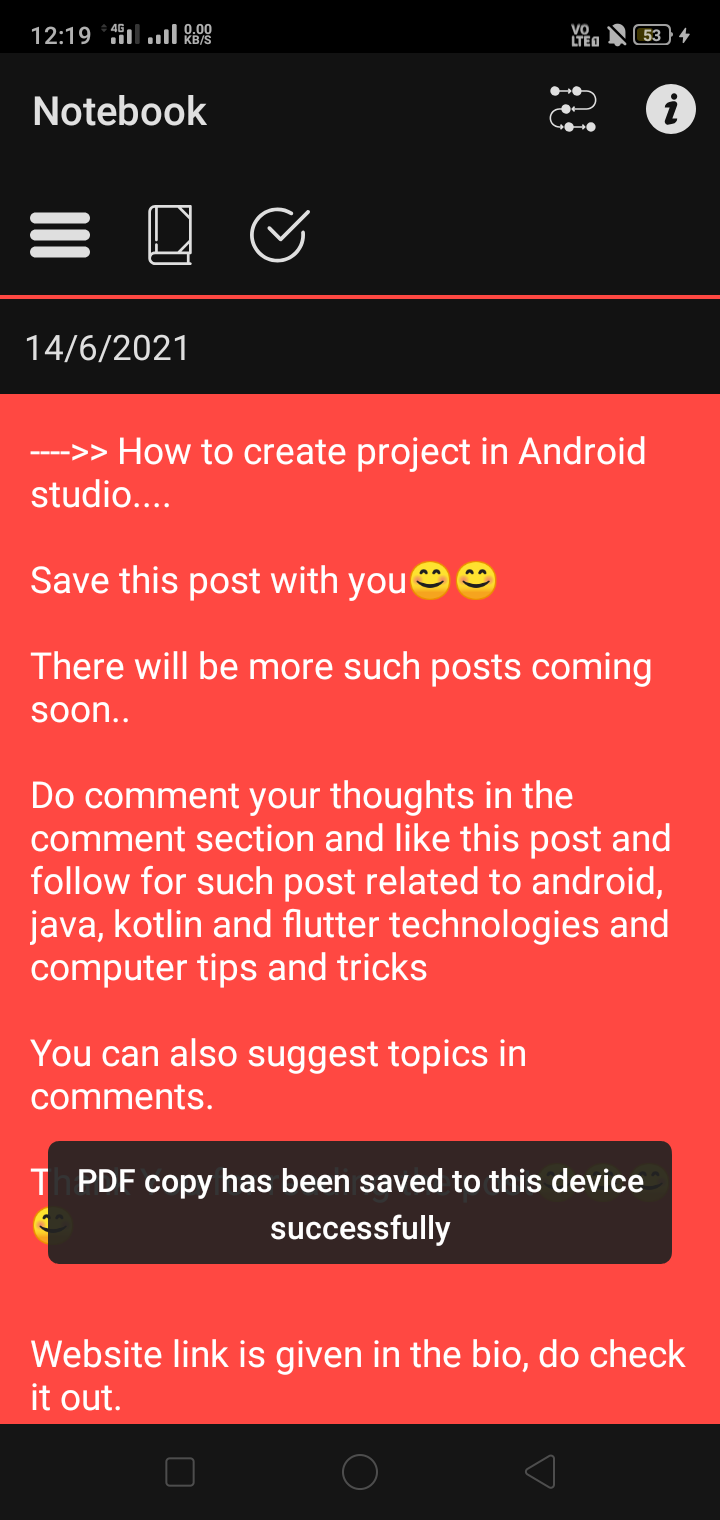 12:19 4G 0.00 KB/S VO LTE 53
Notebook
14/6/2021
---->> How to create project in Android
studio....
Save this post with you😊😊
There will be more such posts coming
soon..
Do comment your thoughts in the
comment section and like this post and
follow for such post related to android,
java, kotlin and flutter technologies and
computer tips and tricks
You can also suggest topics in
comments.
PDF copy has been saved to this device
successfully
Website link is given in the bio, do check
it out.